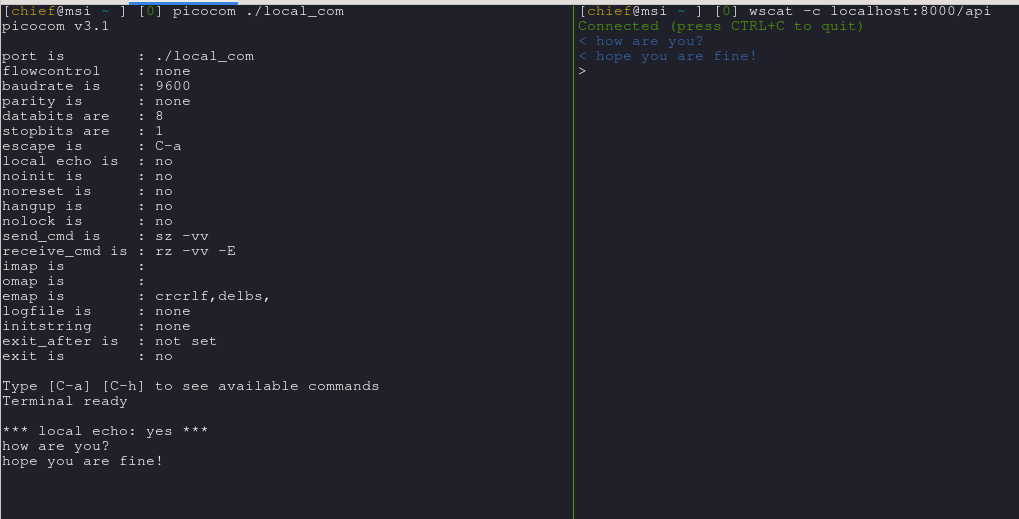 [chief@msi ~ ] [0] picocom ./local_com
picocom v3.1
port is         : ./local_com
flowcontrol     : none
baudrate is     : 9600
parity is       : none
databits are    : 8
stopbits are    : 1
escape is       : C-a
local echo is   : no
noinit is       : no
noreset is      : no
hangup is       : no
nolock is       : no
send_cmd is     : sz -vv
receive_cmd is  : rz -vv -E
imap is         :
omap is         :
emap is         : crcrlf,delbs,
logfile is      : none
initstring      : none
exit_after is   : not set
exit is         : no
Type [C-a] [C-h] to see available commands
Terminal ready
*** local echo: yes ***
how are you?
hope you are fine!
[chief@msi ~ ] [0] wscat -c localhost:8000/api
Connected (press CTRL+C to quit)
< how are you?
< hope you are fine!
>